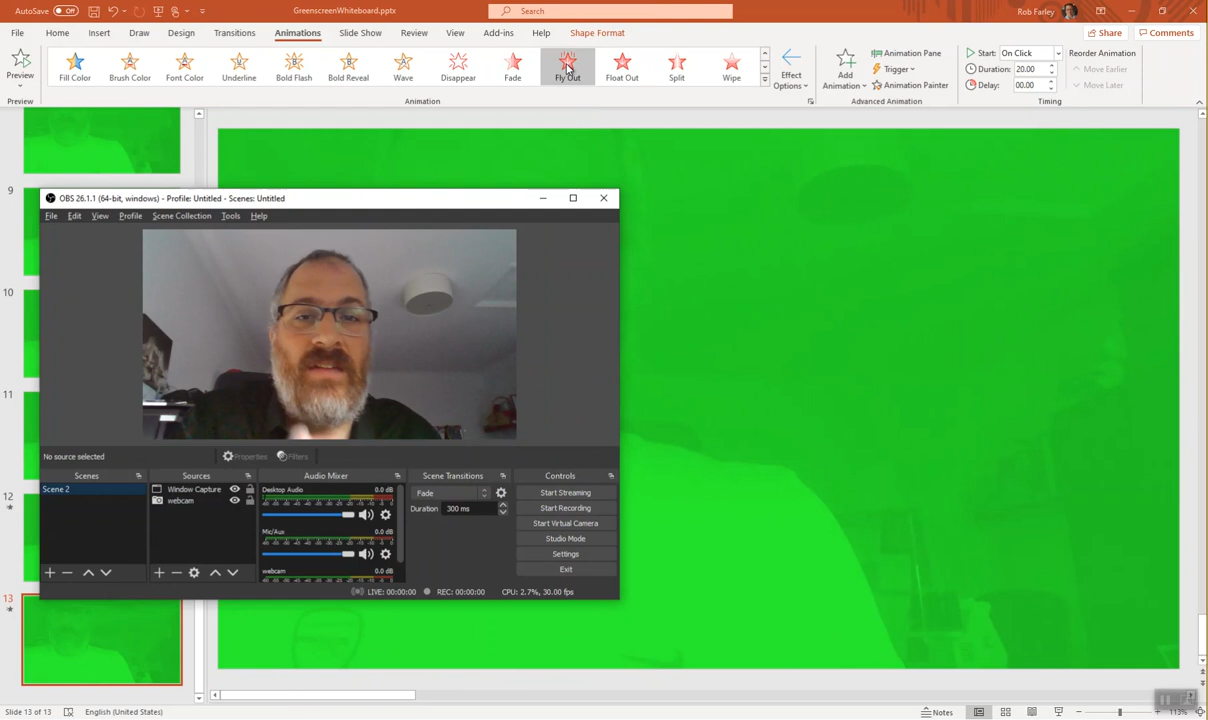 AutoSave Off GreenscreenWhiteboard.pptx Search Rob Farley
File Home Insert Draw Design Transitions Animations Slide Show Review View Add-ins Help Shape Format Share Comments
Preview Fill Color Brush Color Font Color Underline Bold Flash Bold Reveal Wave Disappear Fade Fly Out Float Out Split Wipe Effect Options Add Animation
Animation Pane
Trigger
Animation Painter
Start: On Click
Duration: 20.00
Delay: 00.00
Reorder Animation
Move Earlier
Move Later
Preview Animation Advanced Animation Timing
9
10
11
12
13
OBS 26.1.1 (64-bit, windows) - Profile: Untitled - Scenes: Untitled
File Edit View Profile Scene Collection Tools Help
No source selected Properties Filters
Scenes Sources Audio Mixer Scene Transitions Controls
Scene 2
Window Capture
webcam
Desktop Audio 0.0 dB
Mic/Aux 0.0 dB
webcam
Fade
Duration 300 ms
Start Streaming
Start Recording
Start Virtual Camera
Studio Mode
Settings
Exit
LIVE: 00:00:00 REC: 00:00:00 CPU: 2.7%, 30.00 fps
Slide 13 of 13 English (United States) Notes 113%